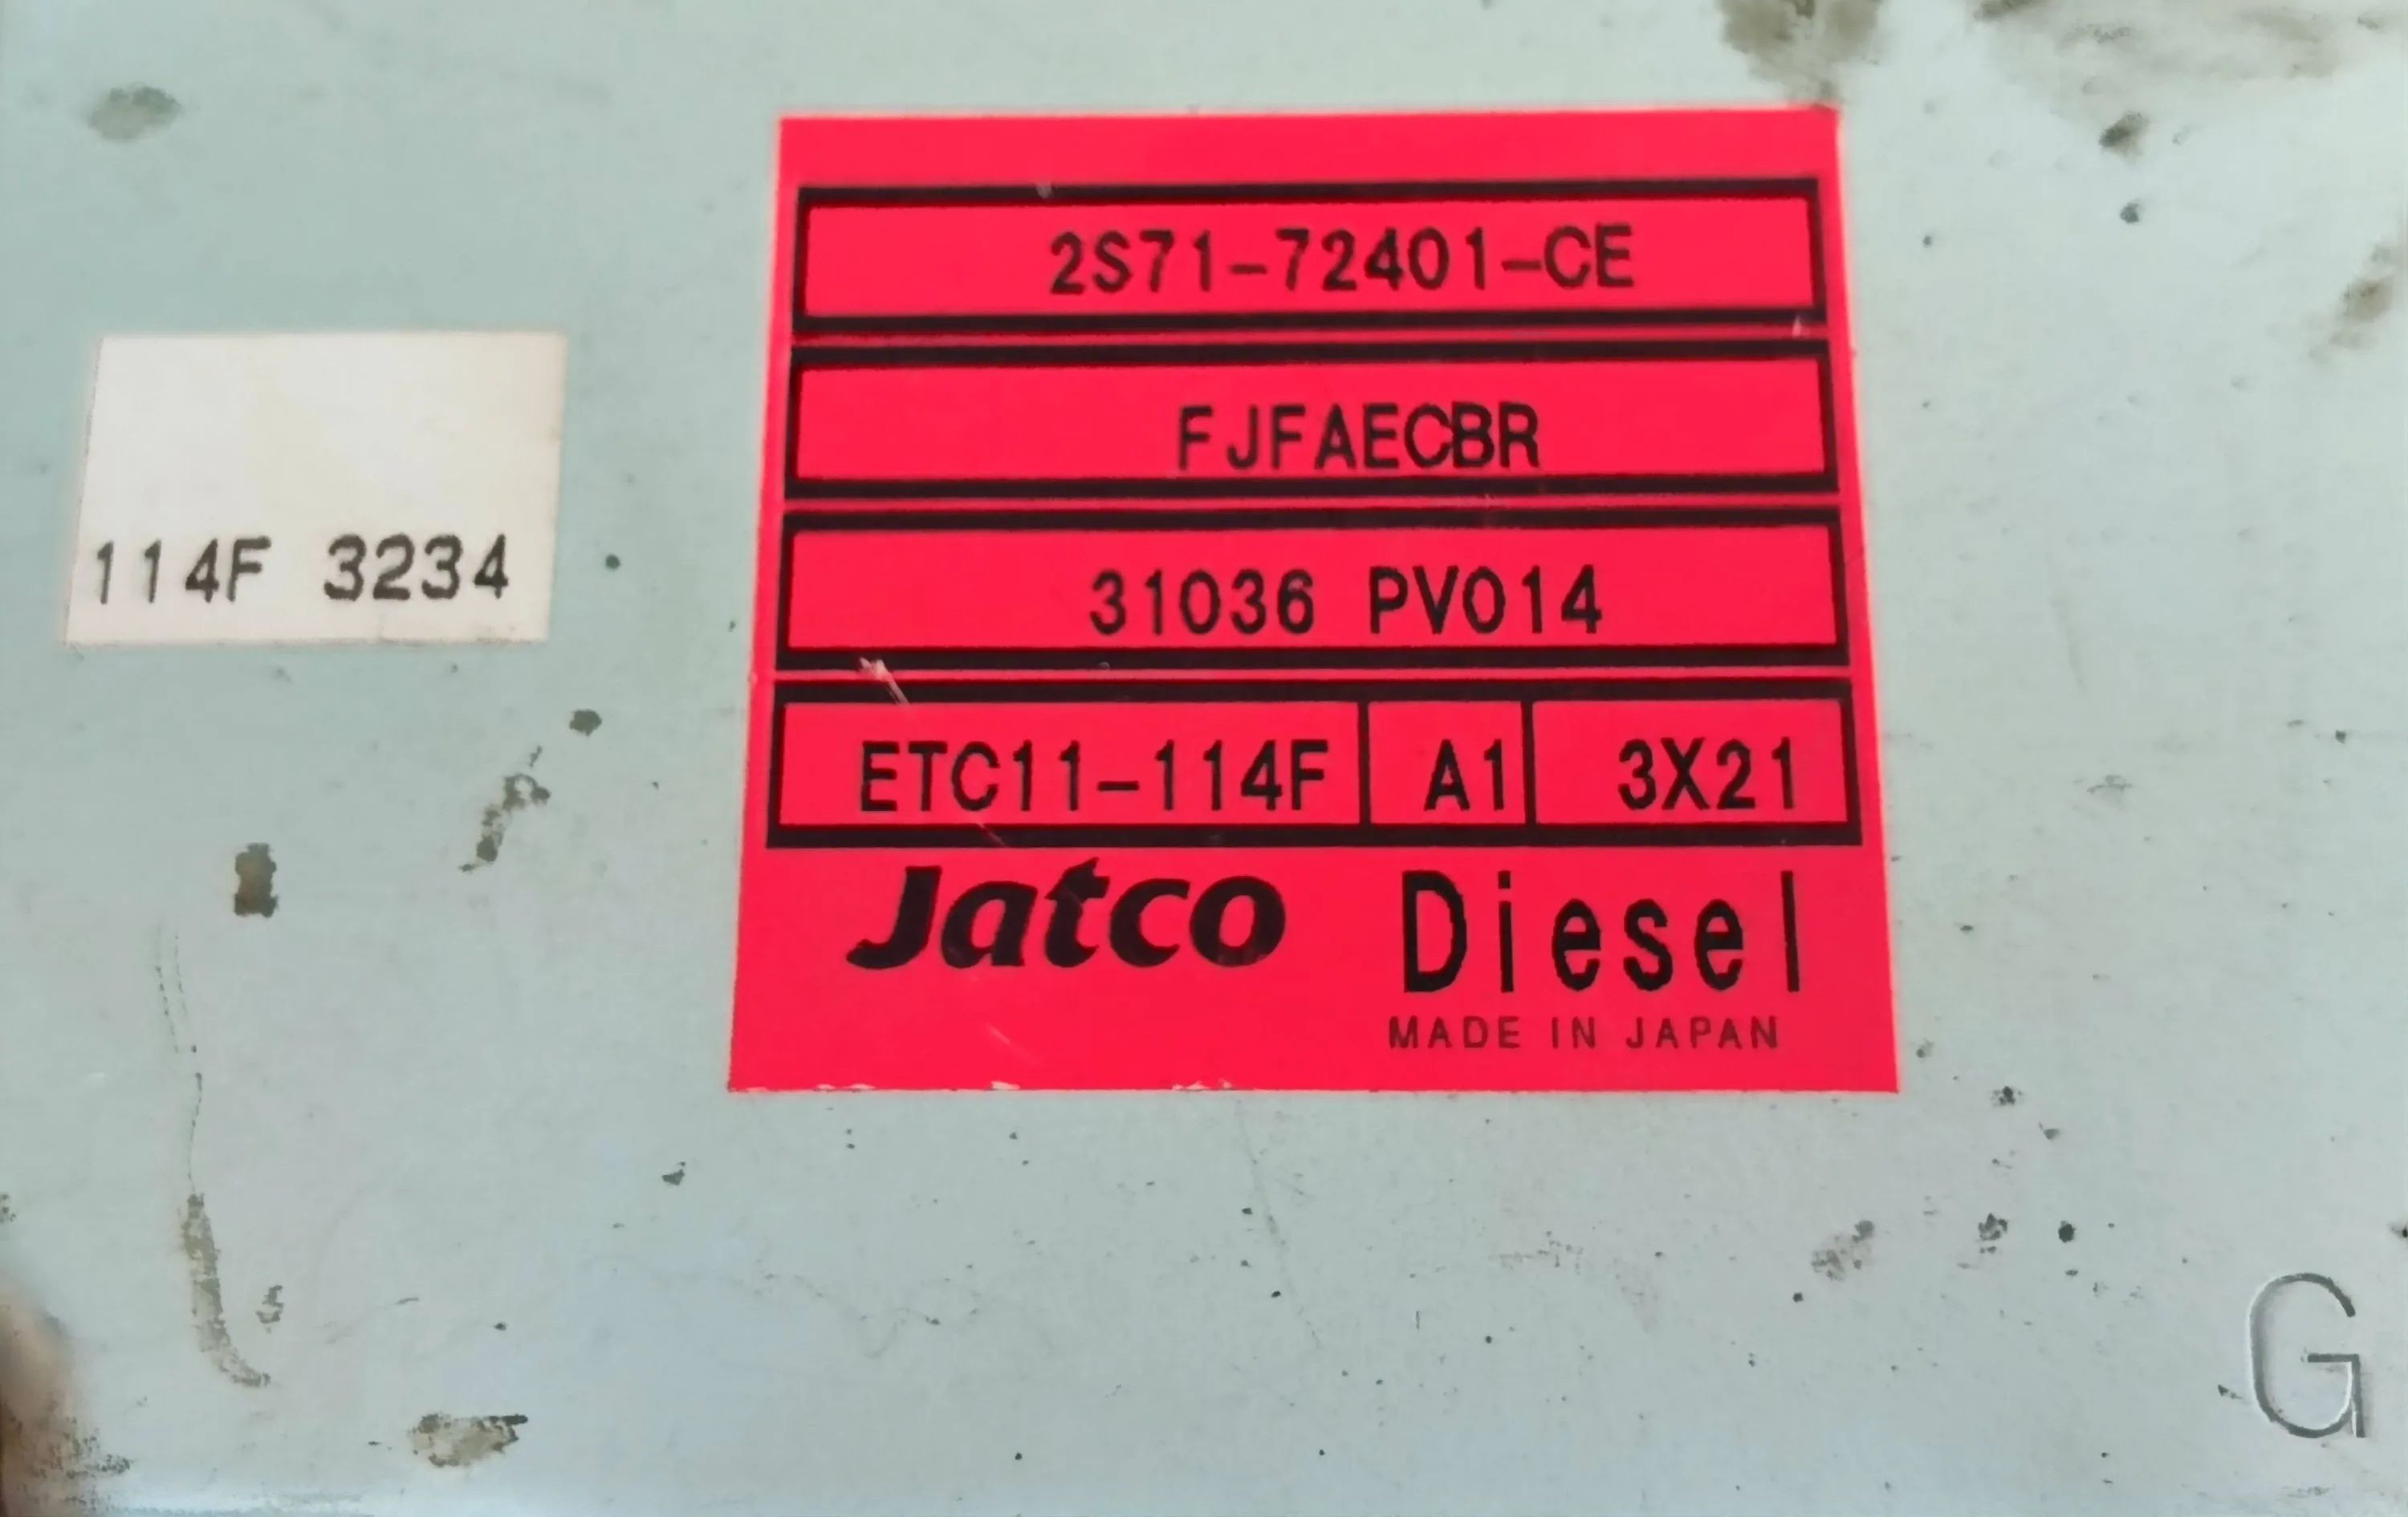 2S71-72401-CE
FJFAECBR
114F 3234
31036 PV014
ETC11-114F A1 3X21
Jatco Diesel
MADE IN JAPAN
G